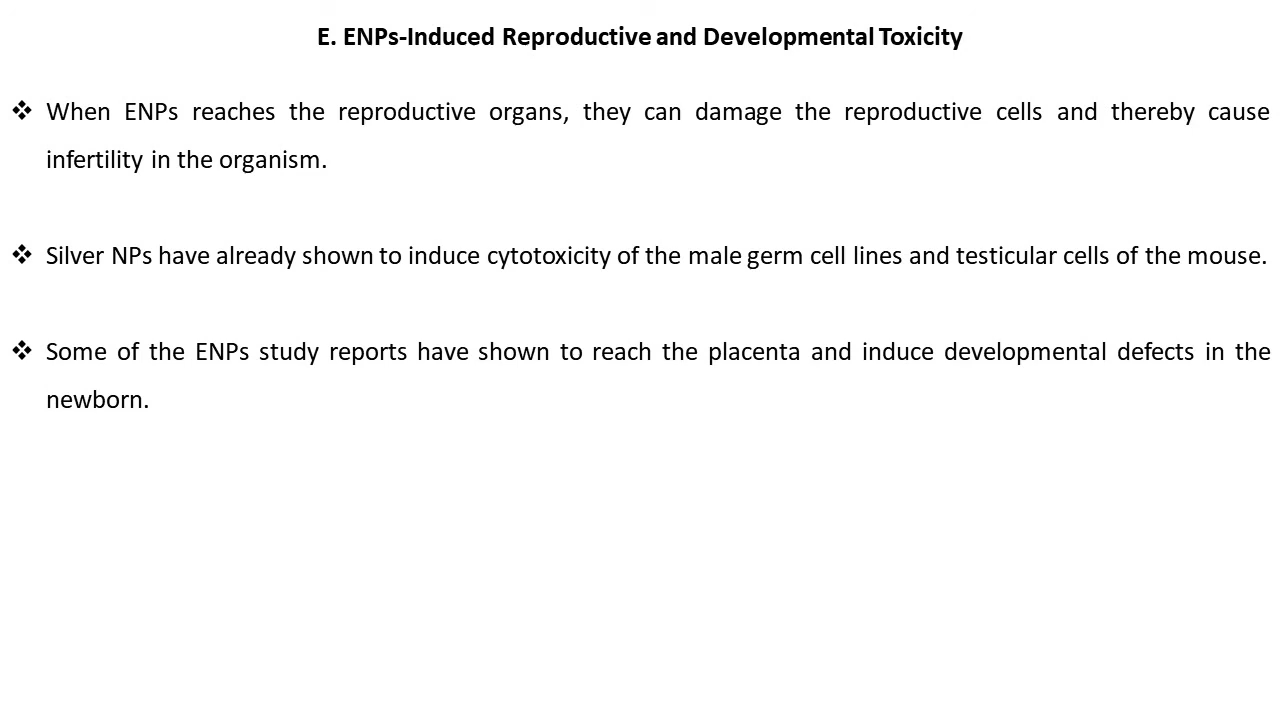 E. ENPs-Induced Reproductive and Developmental Toxicity
❖ When ENPs reaches the reproductive organs, they can damage the reproductive cells and thereby cause
infertility in the organism.
❖ Silver NPs have already shown to induce cytotoxicity of the male germ cell lines and testicular cells of the mouse.
❖ Some of the ENPs study reports have shown to reach the placenta and induce developmental defects in the
newborn.